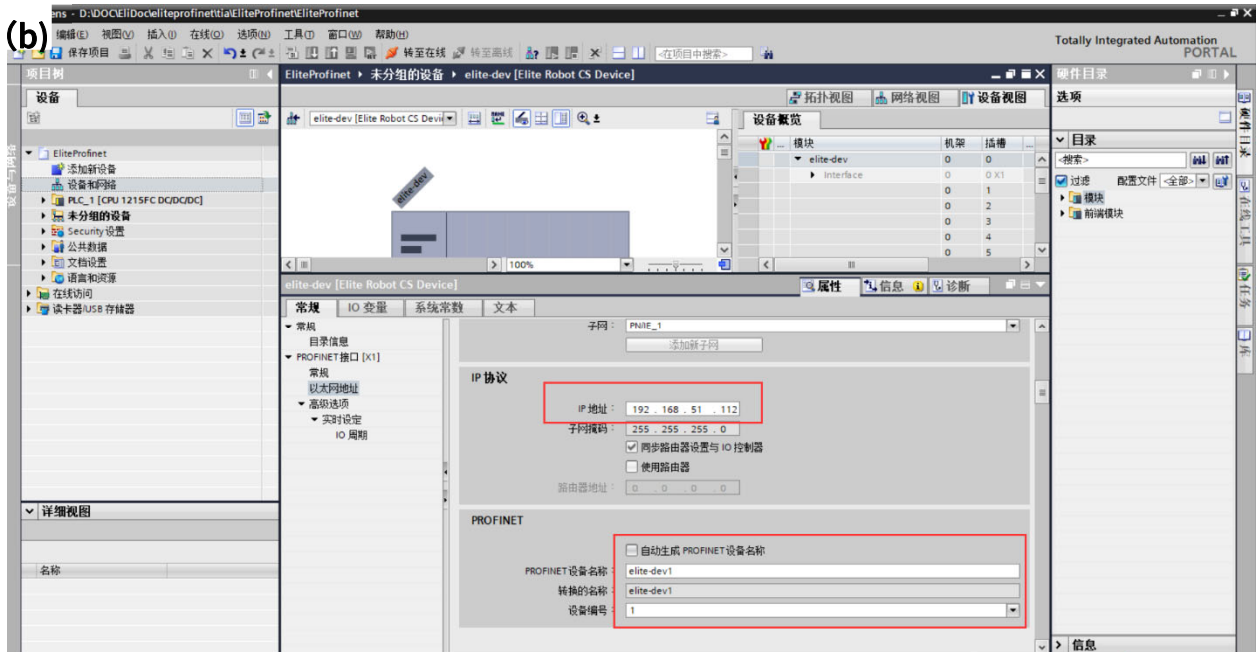 (b)
ens - D:\DOC\EliDoc\eliteprofinet\tia\EliteProfinet\EliteProfinet
编辑(E) 视图(V) 插入(I) 在线(O) 选项(N) 工具(T) 窗口(W) 帮助(H)
Totally Integrated Automation
PORTAL
保存项目 转至在线 转至离线 <在项目中搜索>
项目树
EliteProfinet ▸ 未分组的设备 ▸ elite-dev [Elite Robot CS Device]
硬件目录
设备
拓扑视图 网络视图 设备视图
选项
elite-dev [Elite Robot CS Devi
设备概览
模块 机架 插槽
目录
EliteProfinet
elite-dev 0 0
<搜索>
添加新设备
Interface 0 0 X1
过滤 配置文件 <全部>
设备和网络
0 1
模块
PLC_1 [CPU 1215FC DC/DC/DC]
0 2
前端模块
未分组的设备
0 3
Security 设置
0 4
公共数据
0 5
文档设置
elite-dev
100%
语言和资源
在线访问
读卡器/USB 存储器
elite-dev [Elite Robot CS Device]
属性 信息 诊断
常规 IO 变量 系统常数 文本
常规
目录信息
PROFINET接口 [X1]
常规
以太网地址
高级选项
实时设定
IO 周期
子网： PN/IE_1
添加新子网
IP 协议
IP 地址： 192 . 168 . 51 . 112
子网掩码： 255 . 255 . 255 . 0
同步路由器设置与 IO 控制器
使用路由器
路由器地址： 0 . 0 . 0 . 0
PROFINET
自动生成 PROFINET 设备名称
PROFINET 设备名称： elite-dev1
转换的名称： elite-dev1
设备编号： 1
详细视图
名称
硬件目录
在线工具
任务
库
信息